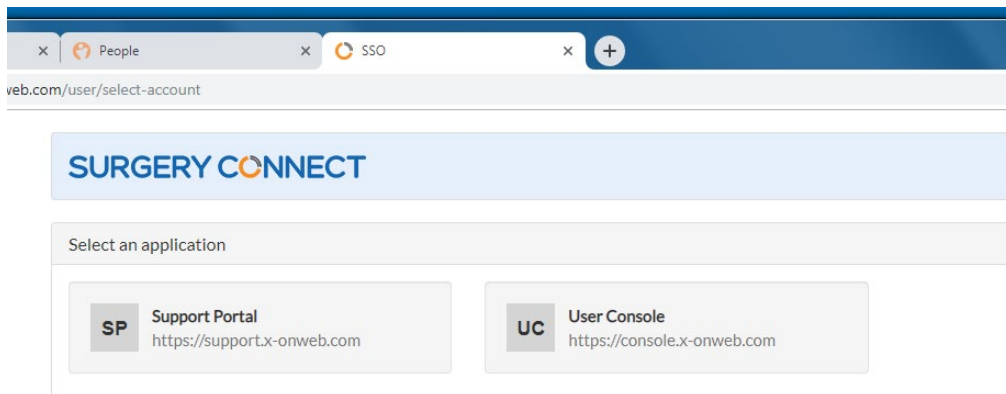 People
SSO
web.com/user/select-account
SURGERY CONNECT
Select an application
SP
Support Portal
https://support.x-onweb.com
UC
User Console
https://console.x-onweb.com